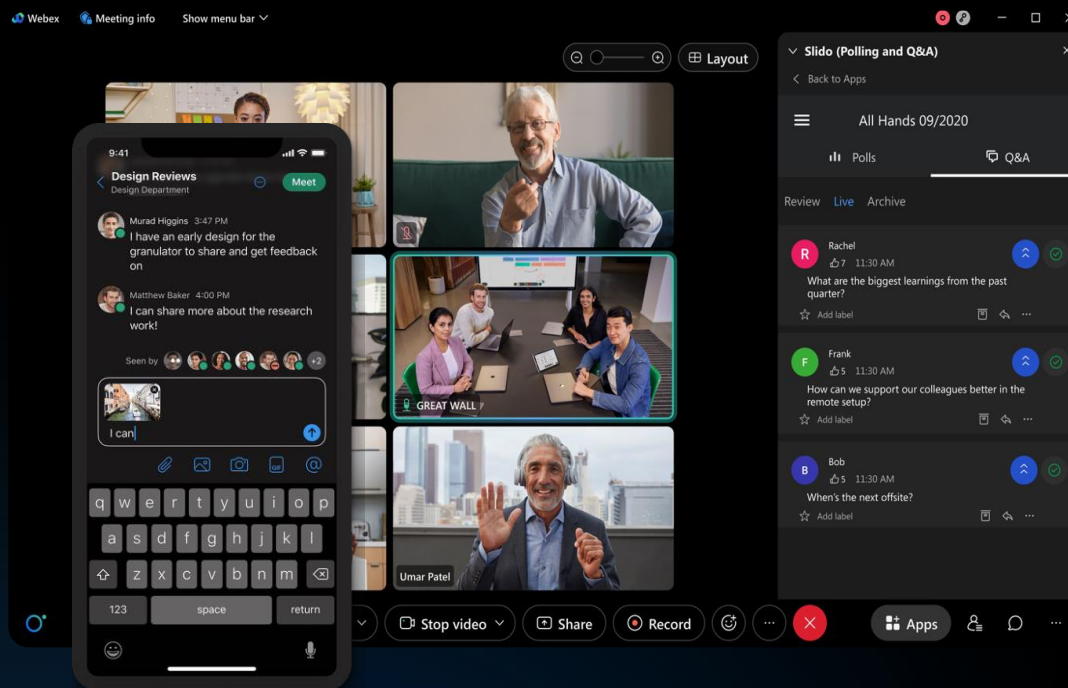 Webex
Meeting info
Show menu bar
Layout
GREAT WALL
Umar Patel
Stop video
Share
Record
Apps
9:41
Design Reviews
Design Department
Meet
Murad Higgins 3:47 PM
I have an early design for the
granulator to share and get feedback
on
Matthew Baker 4:00 PM
I can share more about the research
work!
Seen by
+2
I can
GIF
@
q w e r t y u i o p
a s d f g h j k l
z x c v b n m
123 space return
Slido (Polling and Q&A)
Back to Apps
All Hands 09/2020
Polls
Q&A
Review Live Archive
R
Rachel
7 11:30 AM
What are the biggest learnings from the past
quarter?
Add label
F
Frank
5 11:30 AM
How can we support our colleagues better in the
remote setup?
Add label
B
Bob
5 11:30 AM
When's the next offsite?
Add label